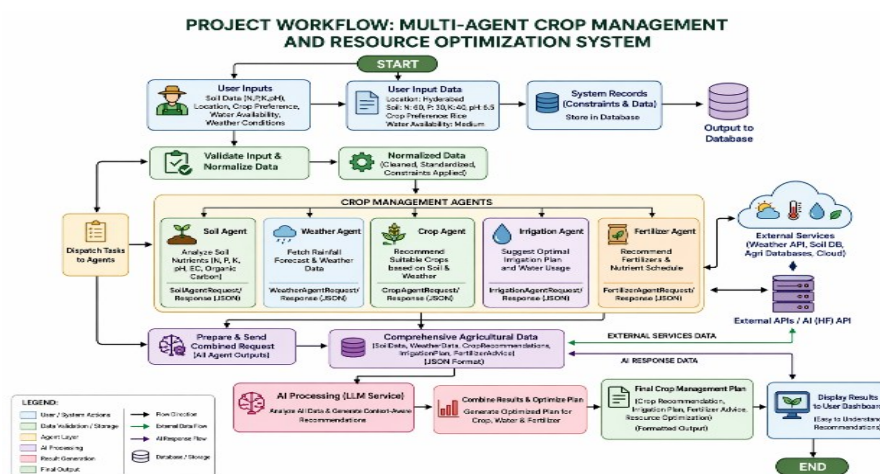 PROJECT WORKFLOW: MULTI-AGENT CROP MANAGEMENT
AND RESOURCE OPTIMIZATION SYSTEM
START
User Inputs
Soil Data (N,P,K,pH),
Location, Crop Preference,
Water Availability,
Weather Conditions
User Input Data
Location: Hyderabad
Soil: N: 60, P: 30, K: 40, pH: 6.5
Crop Preference: Rice
Water Availability: Medium
System Records
(Constraints & Data)
Store in Database
Output to
Database
Validate Input &
Normalize Data
Normalized Data
(Cleaned, Standardized,
Constraints Applied)
Dispatch Tasks
to Agents
CROP MANAGEMENT AGENTS
Soil Agent
Analyze Soil
Nutrients (N, P, K,
pH, EC, Organic
Carbon)
SoilAgentRequest/
Response (JSON)
Weather Agent
Fetch Rainfall
Forecast & Weather
Data
WeatherAgentRequest/
Response (JSON)
Crop Agent
Recommend
Suitable Crops
based on Soil &
Weather
CropAgentRequest/
Response (JSON)
Irrigation Agent
Suggest Optimal
Irrigation Plan
and Water Usage
IrrigationAgentRequest/
Response (JSON)
Fertilizer Agent
Recommend
Fertilizers &
Nutrient Schedule
FertilizerAgentRequest/
Response (JSON)
External Services
(Weather API, Soil DB,
Agri Databases, Cloud)
External APIs / AI (HF) API
Prepare & Send
Combined Request
(All Agent Outputs)
Comprehensive Agricultural Data
(SoilData, WeatherData, CropRecommendations,
IrrigationPlan, FertilizerAdvice)
(JSON Format)
EXTERNAL SERVICES DATA
AI RESPONSE DATA
AI Processing (LLM Service)
Analyze All Data & Generate Context-Aware
Recommendations
Combine Results & Optimize Plan
Generate Optimized Plan for
Crop, Water & Fertilizer
Final Crop Management Plan
(Crop Recommendation,
Irrigation Plan, Fertilizer Advice,
Resource Optimization)
(Formatted Output)
Display Results
to User Dashboard
(Easy to Understand
Recommendations)
END
LEGEND:
User / System Actions
Data Validation / Storage
Agent Layer
AI Processing
Result Generation
Final Output
Flow Direction
External Data Flow
AI Response Flow
Database / Storage